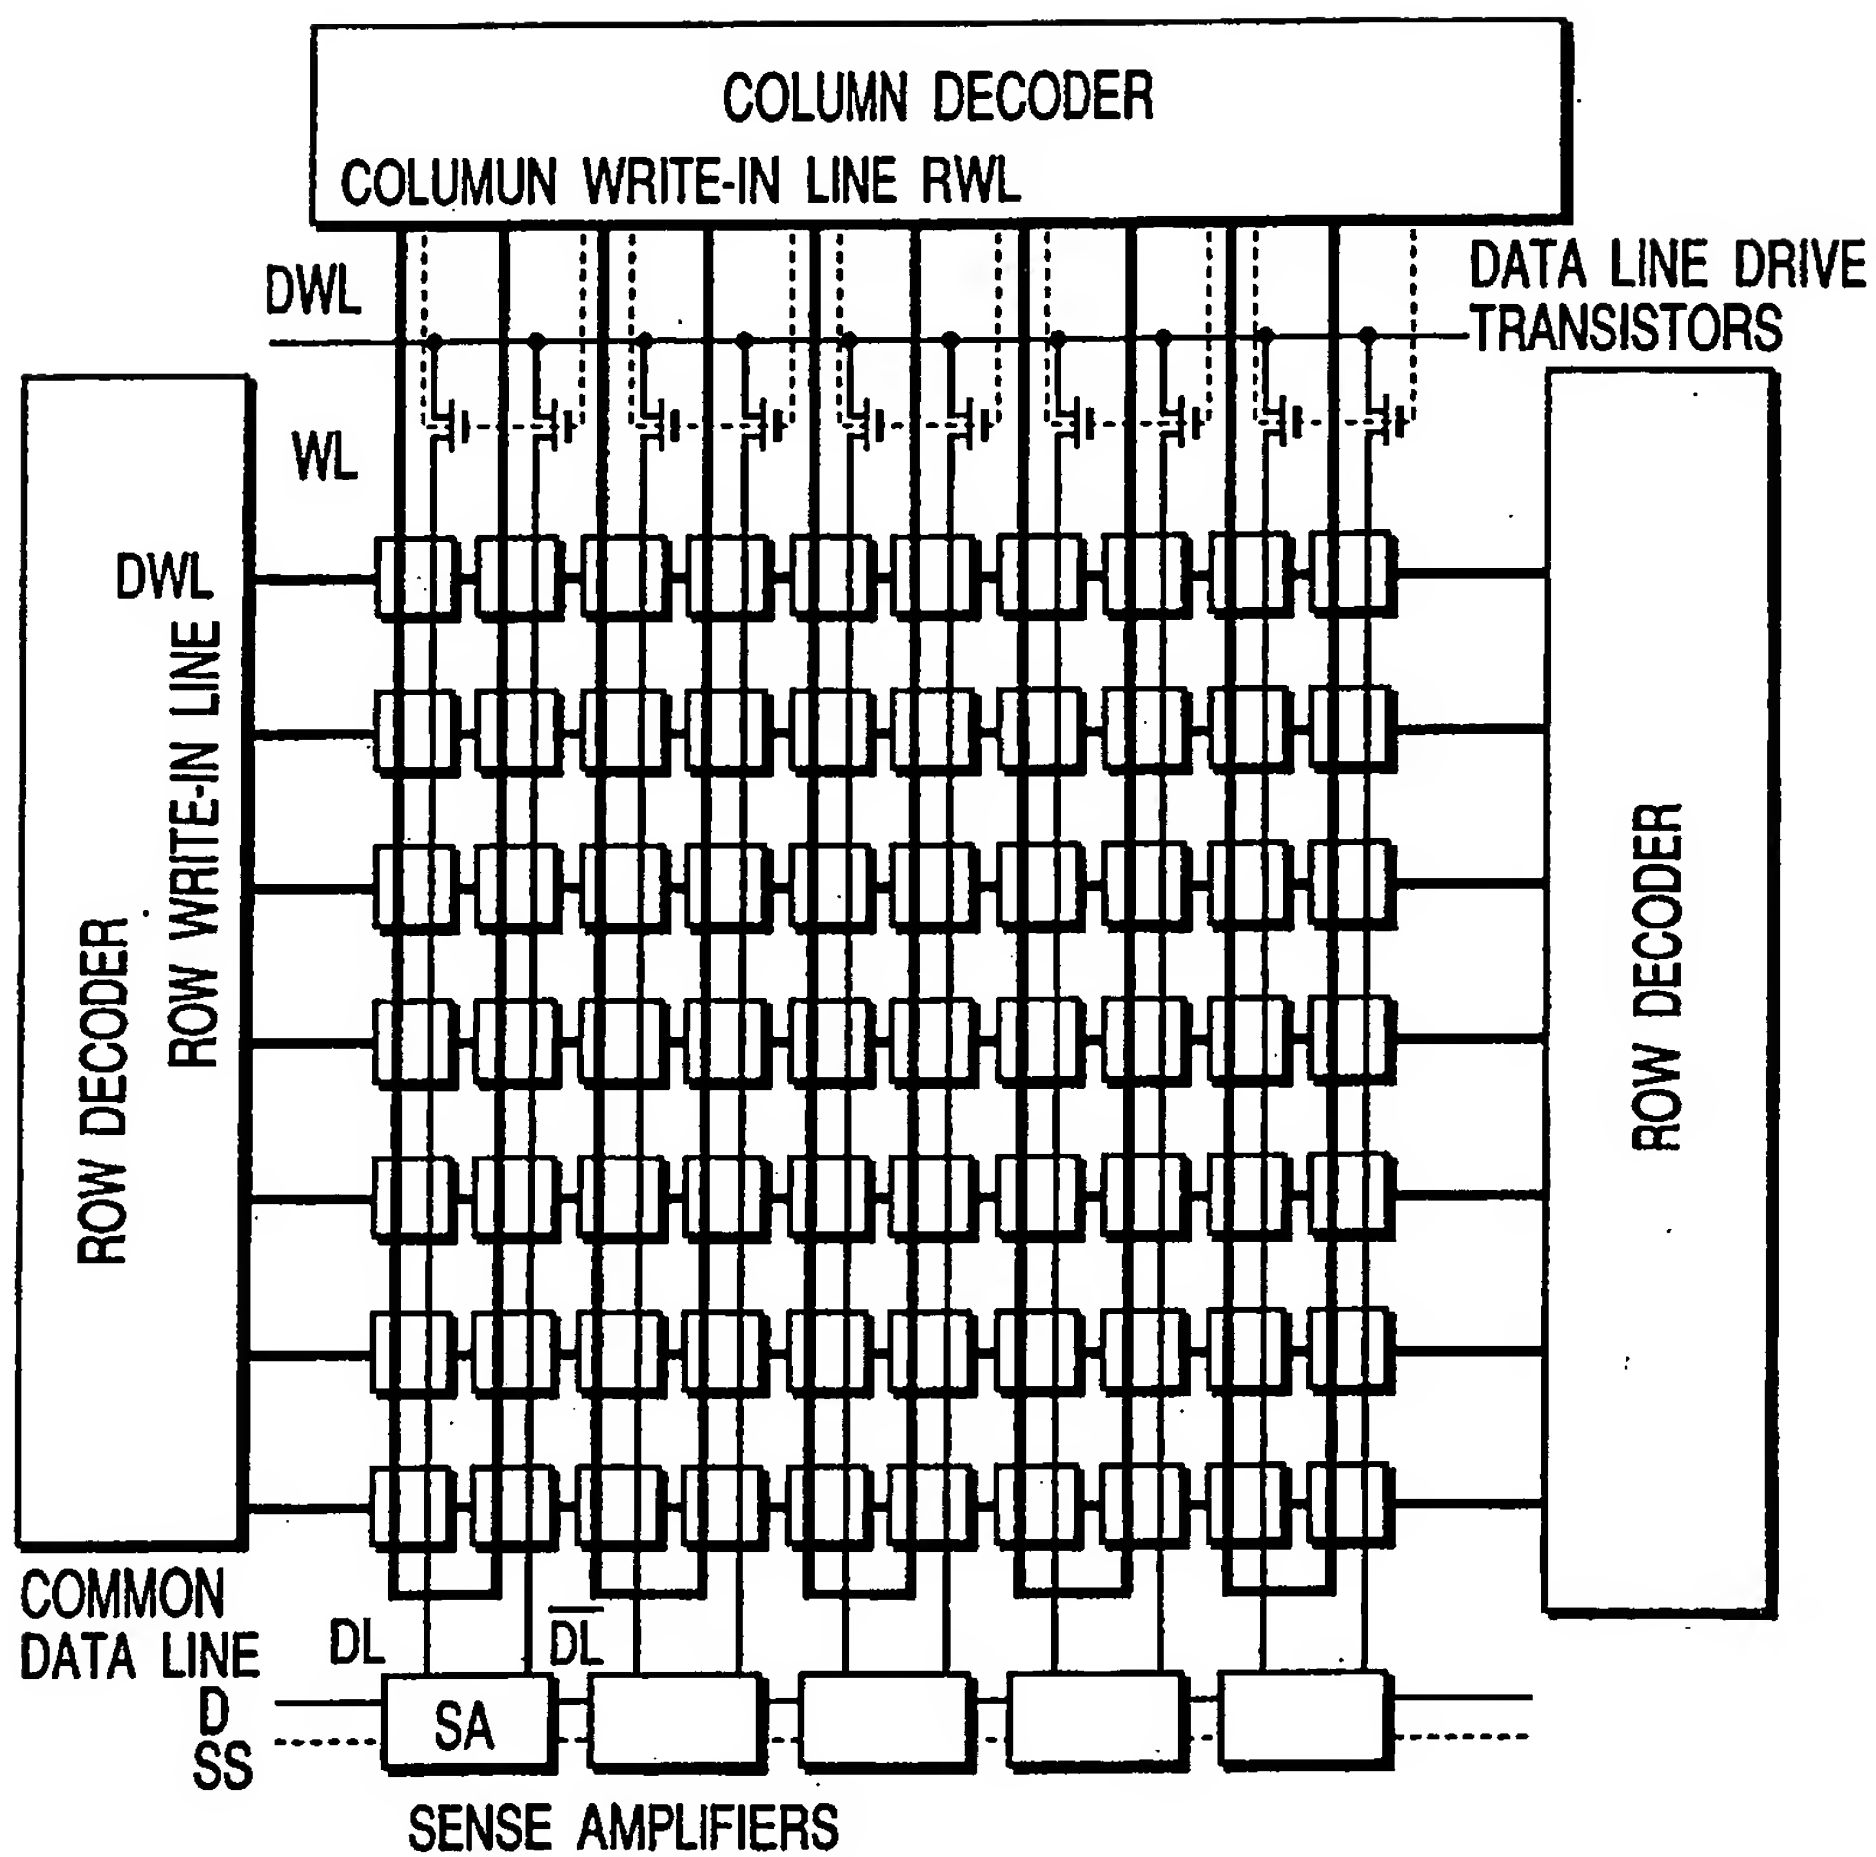 COLUMN DECODER
COLUMUN WRITE-IN LINE RWL
DWL
DATA LINE DRIVE
TRANSISTORS
WL
DWL
ROW WRITE-IN LINE
ROW DECODER
ROW DECODER
COMMON
DATA LINE
DL
D̅L̅
D
SA
SS
SENSE AMPLIFIERS